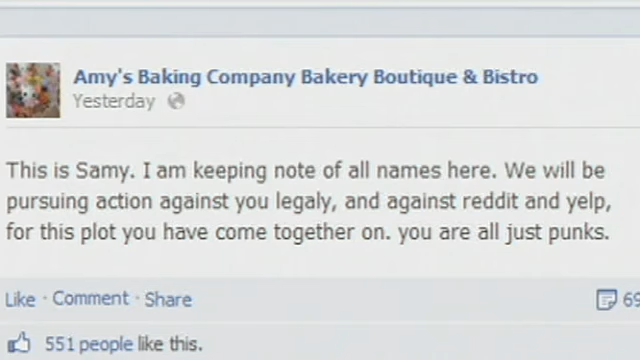 Amy's Baking Company Bakery Boutique & Bistro
Yesterday
This is Samy. I am keeping note of all names here. We will be
pursuing action against you legaly, and against reddit and yelp,
for this plot you have come together on. you are all just punks.
Like · Comment · Share
551 people like this.